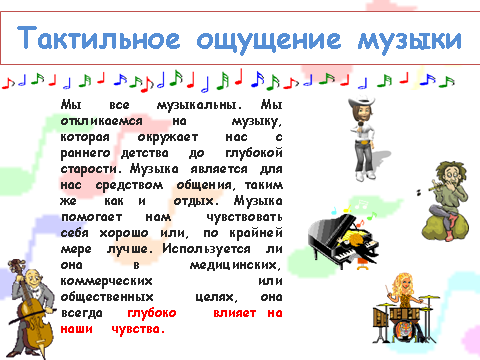 Тактильное ощущение музыки
Мы все музыкальны. Мы
откликаемся на музыку,
которая окружает нас с
раннего детства до глубокой
старости. Музыка является для
нас средством общения, таким
же как и отдых. Музыка
помогает нам чувствовать
себя хорошо или, по крайней
мере лучше. Используется ли
она в медицинских,
коммерческих или
общественных целях, она
всегда глубоко влияет на
наши чувства.